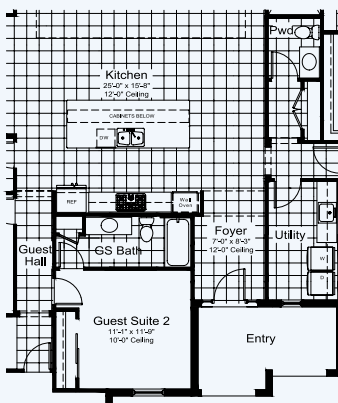 Pwd
Kitchen
25'-0" x 15'-8"
12'-0" Ceiling
CABINETS BELOW
DW
REF
Wall
Oven
Guest
Hall
GS Bath
Foyer
7'-0" x 8'-3"
12'-0" Ceiling
Utility
W
D
Guest Suite 2
11'-1" x 11'-9"
10'-0" Ceiling
Entry